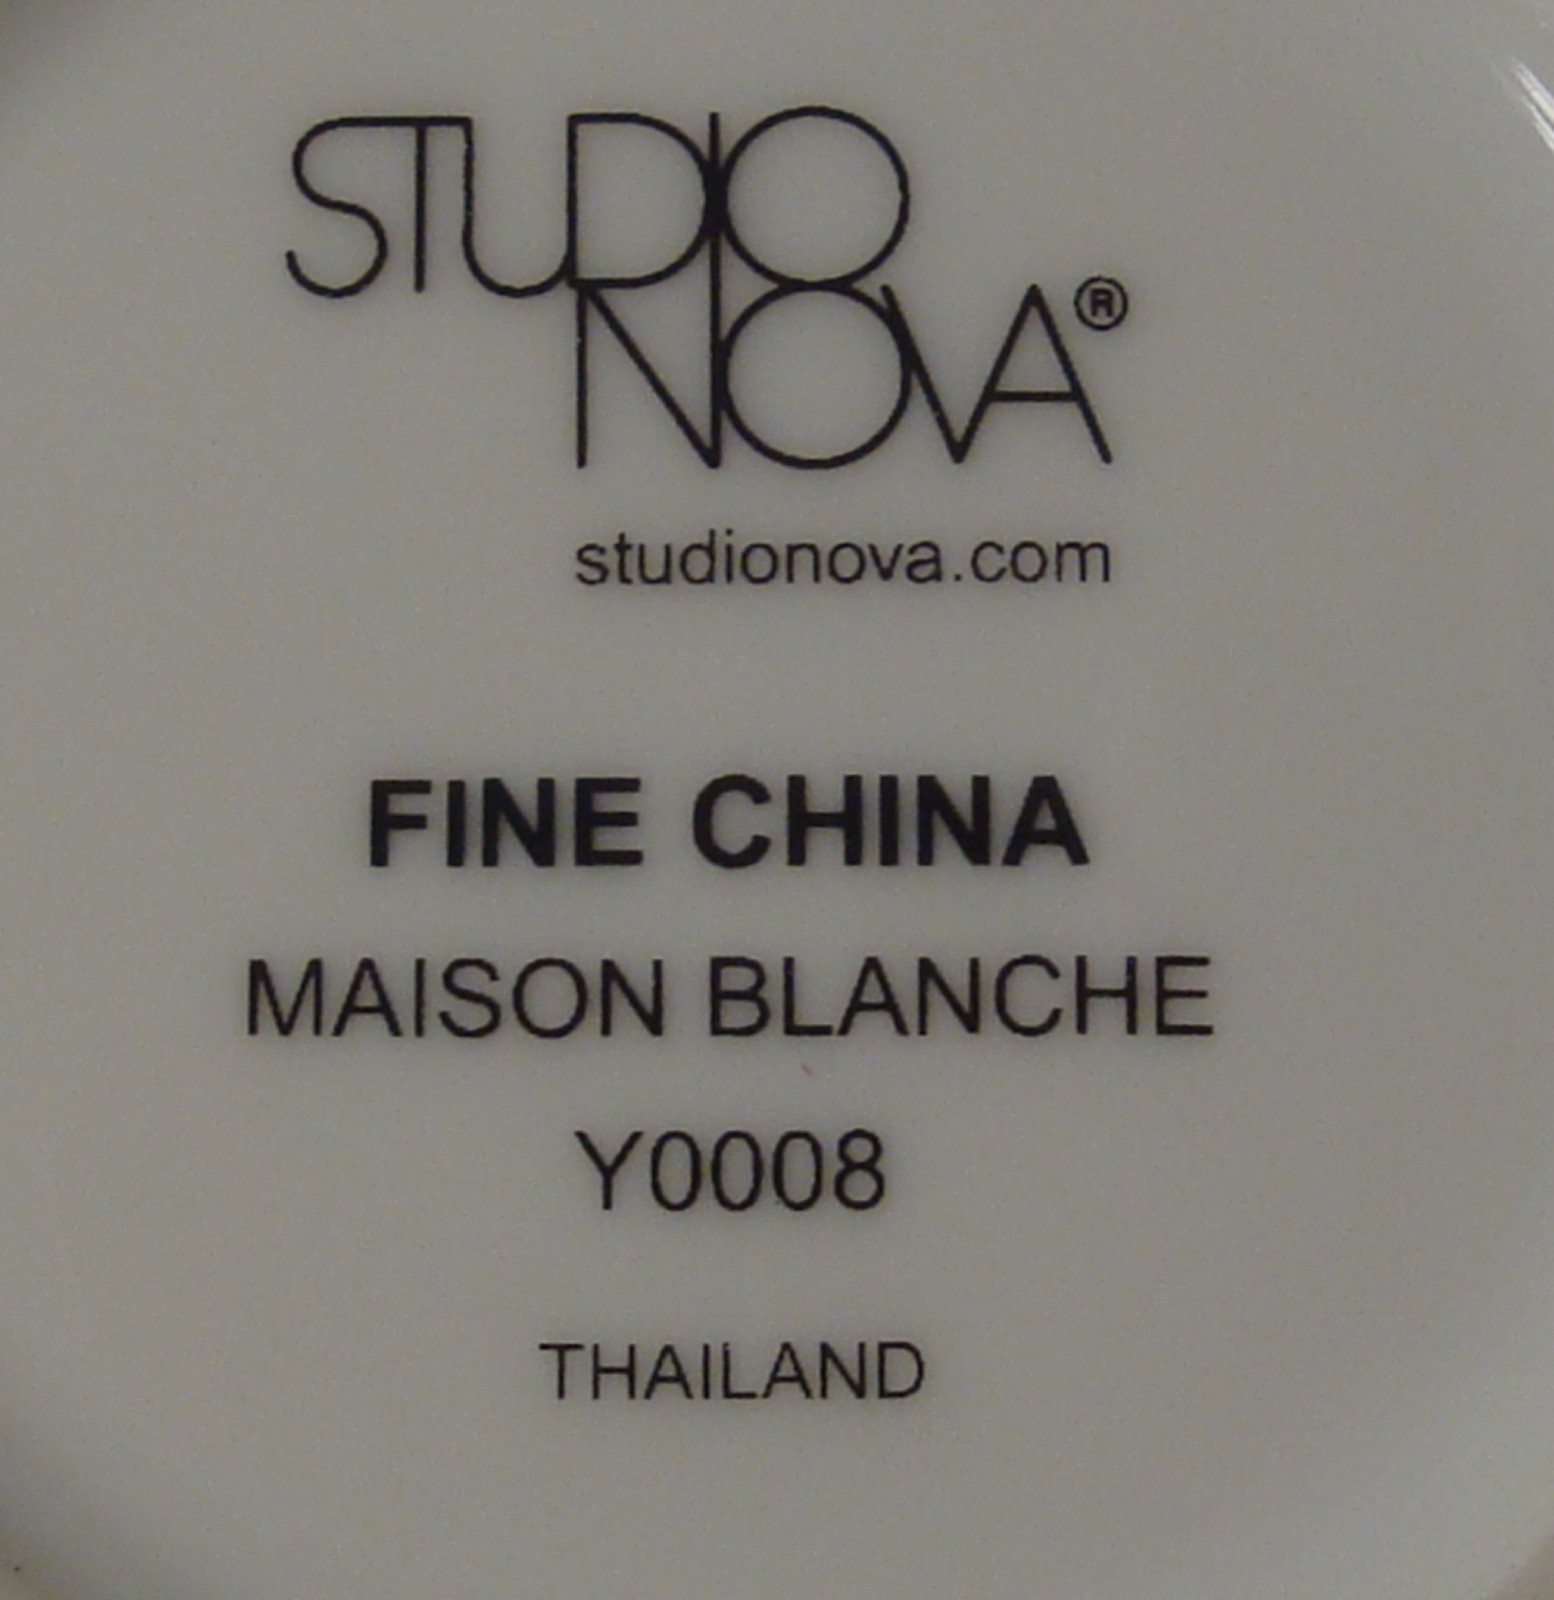 STUDIO
NOVA®
studionova.com
FINE CHINA
MAISON BLANCHE
Y0008
THAILAND